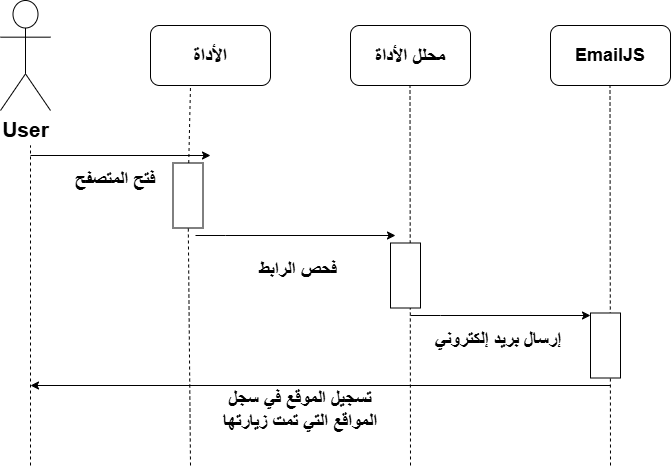 الأداة
محلل الأداة
EmailJS
User
فتح المتصفح
فحص الرابط
إرسال بريد إلكتروني
تسجيل الموقع في سجل
المواقع التي تمت زيارتها